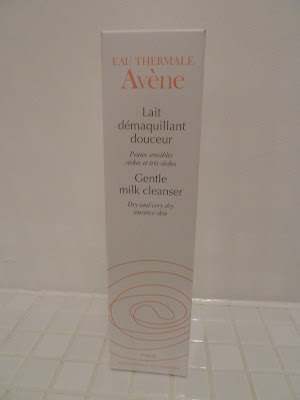 EAU THERMALE
Avène
Lait
démaquillant
douceur
Peaux sensibles
sèches et très sèches
Gentle
milk cleanser
Dry and very dry
sensitive skin
PARIS